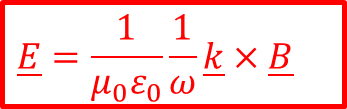 E = 1/(μ₀ε₀) 1/ω k × B